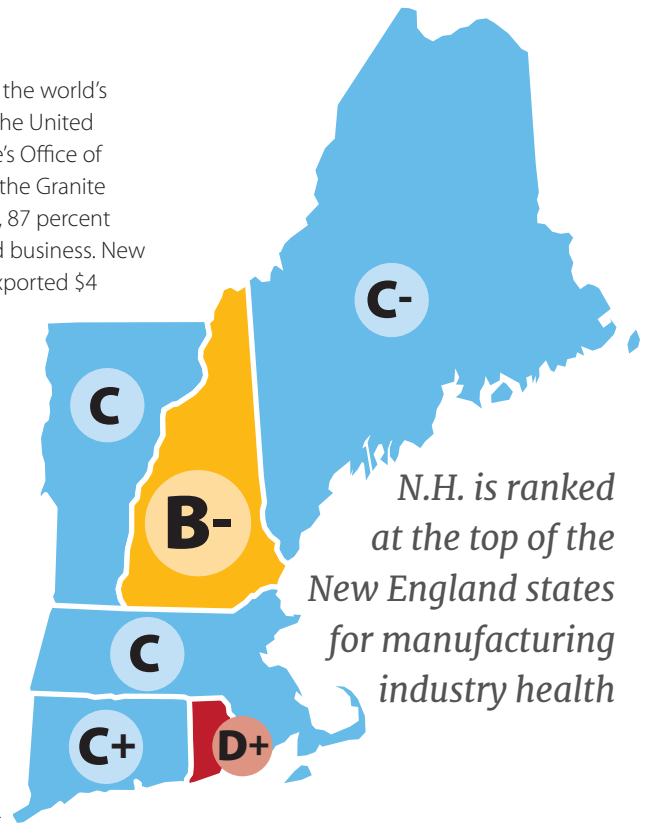 the world's
he United
e's Office of
the Granite
, 87 percent
d business. New
xported $4
C-
C
B-
N.H. is ranked
at the top of the
New England states
for manufacturing
industry health
C
C+
D+